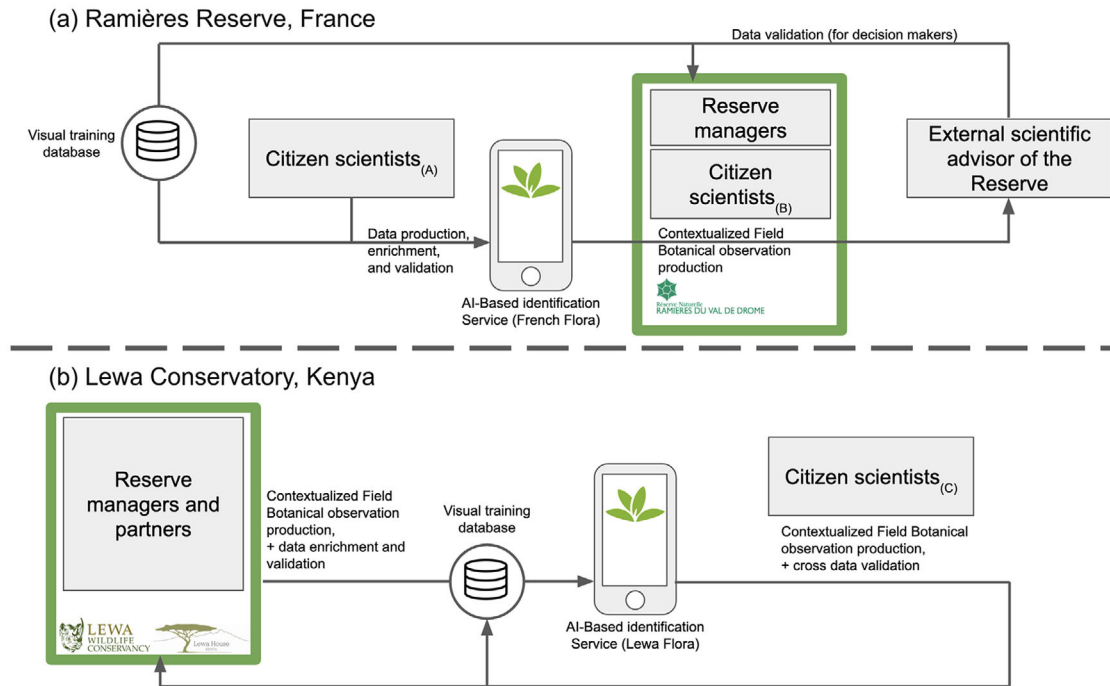 (a) Ramières Reserve, France
Data validation (for decision makers)
Visual training
database
Citizen scientists(A)
Data production,
enrichment,
and validation
AI-Based identification
Service (French Flora)
Reserve
managers
Citizen
scientists(B)
Contextualized Field
Botanical observation
production
Réserve Naturelle
RAMIERES DU VAL DE DROME
External scientific
advisor of the
Reserve
(b) Lewa Conservatory, Kenya
Reserve
managers and
partners
LEWA
WILDLIFE
CONSERVANCY
Lewa House
KENYA
Contextualized Field
Botanical observation
production,
+ data enrichment and
validation
Visual training
database
AI-Based identification
Service (Lewa Flora)
Citizen scientists(C)
Contextualized Field Botanical
observation production,
+ cross data validation